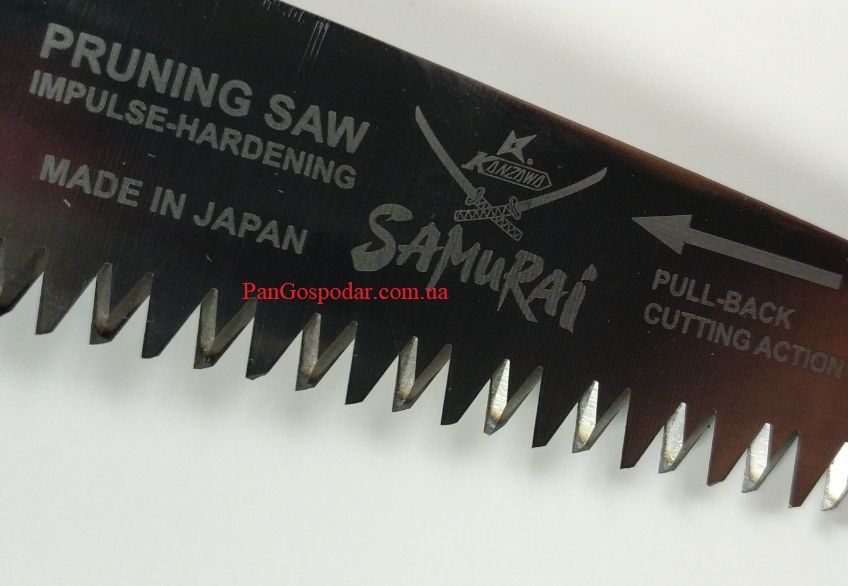 PRUNING SAW
IMPULSE-HARDENING
MADE IN JAPAN
KANZAWA
SAMURAI
PULL-BACK
CUTTING ACTION
PanGospodar.com.ua